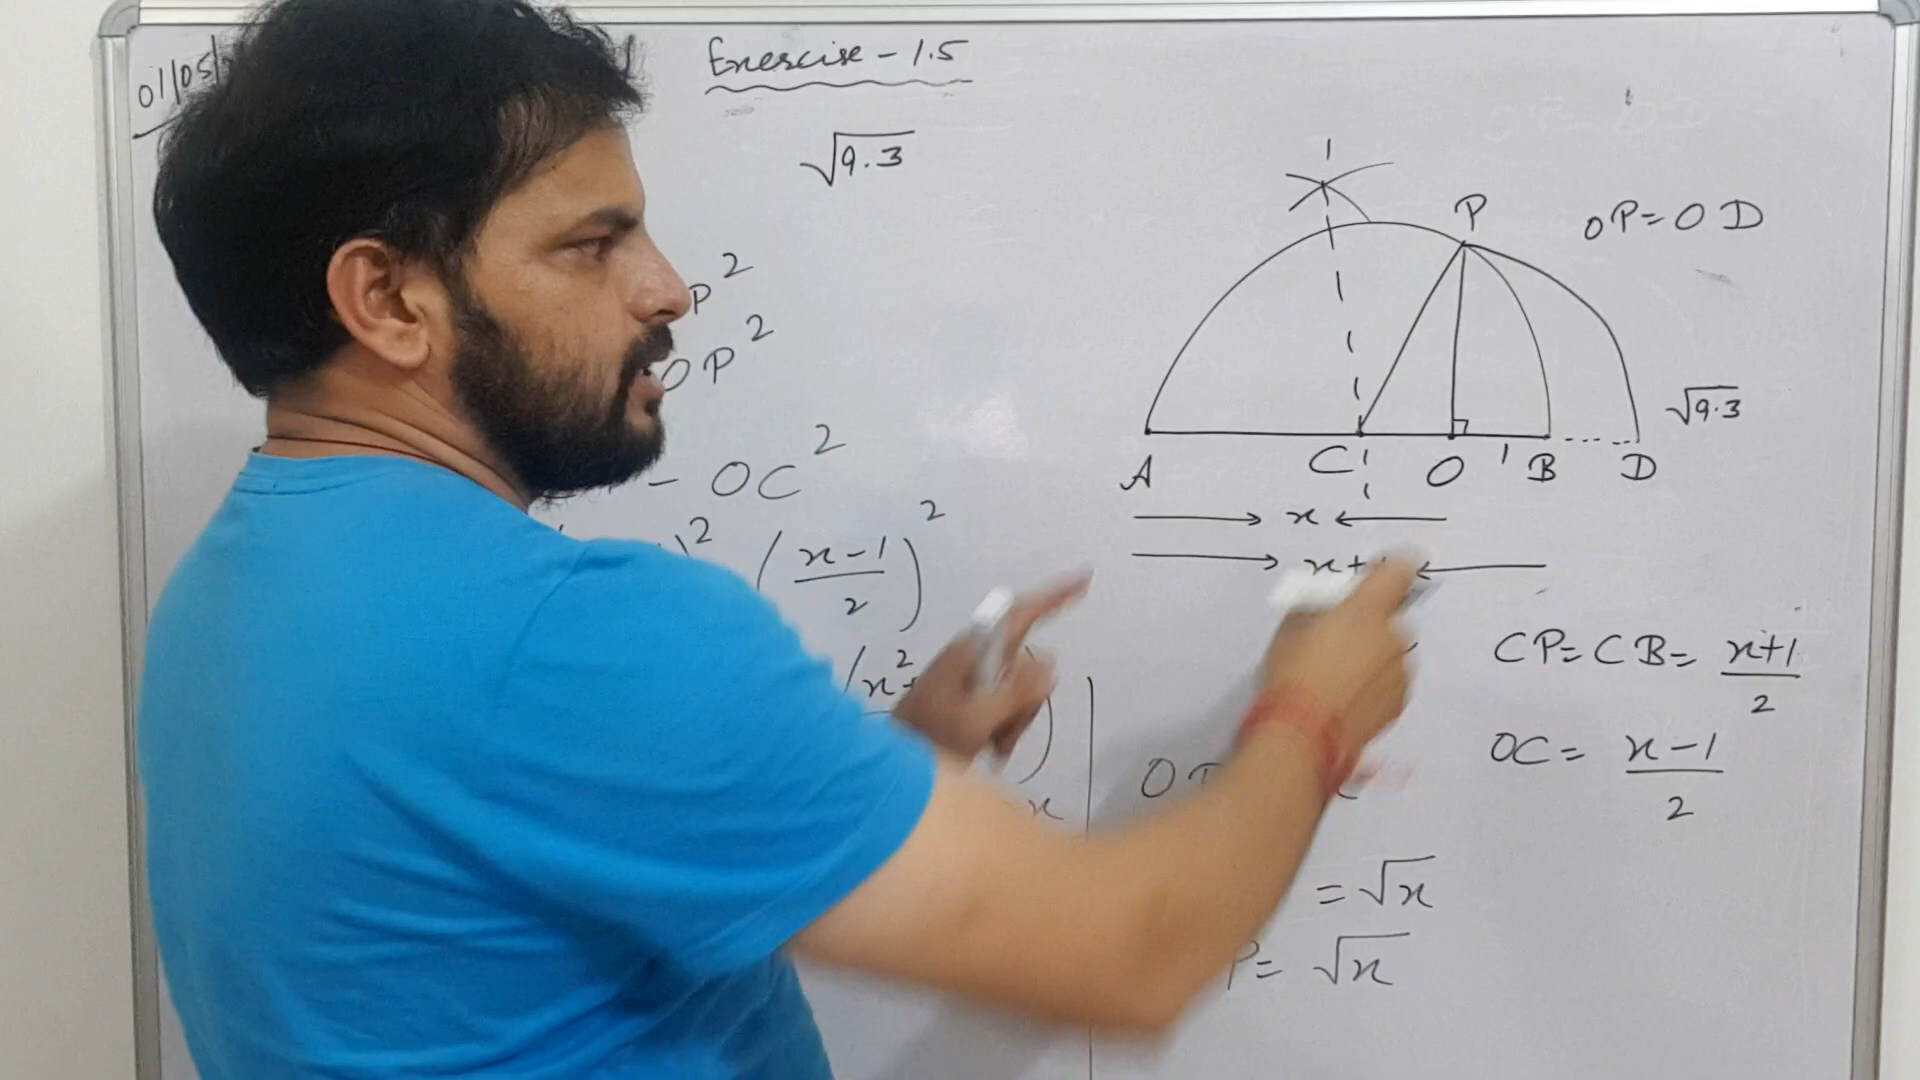 01/05/
Exercise - 1.5
√9.3
P²
OP²
- OC²
)² (x-1/2)²
(x²+
x
P
OP = OD
√9.3
A C O 1 B D
x
x+
CP = CB = x+1/2
OC = x-1/2
= √x
P = √x